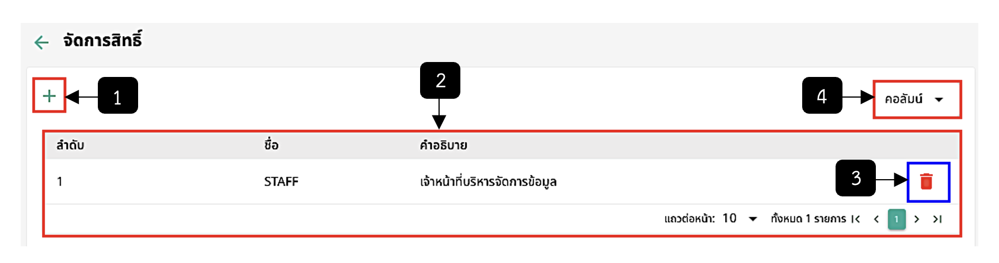 จัดการสิทธิ์
1
2
4
คอลัมน์
ลำดับ ชื่อ คำอธิบาย
1 STAFF เจ้าหน้าที่บริหารจัดการข้อมูล
3
แถวต่อหน้า: 10 ทั้งหมด 1 รายการ 1